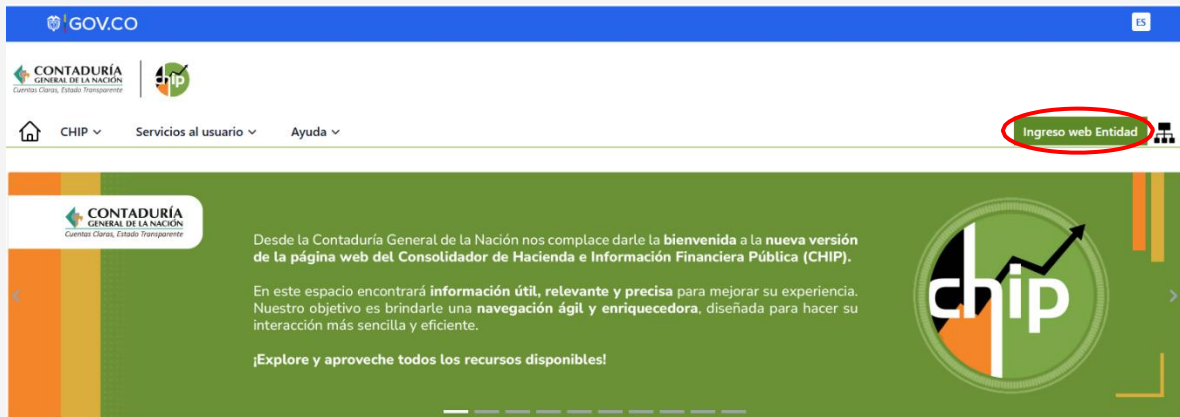 GOV.CO
ES
CONTADURÍA
GENERAL DE LA NACIÓN
Cuentas Claras, Estado Transparente
chip
CHIP
Servicios al usuario
Ayuda
Ingreso web Entidad
CONTADURÍA
GENERAL DE LA NACIÓN
Cuentas Claras, Estado Transparente
Desde la Contaduría General de la Nación nos complace darle la bienvenida a la nueva versión
de la página web del Consolidador de Hacienda e Información Financiera Pública (CHIP).
En este espacio encontrará información útil, relevante y precisa para mejorar su experiencia.
Nuestro objetivo es brindarle una navegación ágil y enriquecedora, diseñada para hacer su
interacción más sencilla y eficiente.
¡Explore y aproveche todos los recursos disponibles!
chip